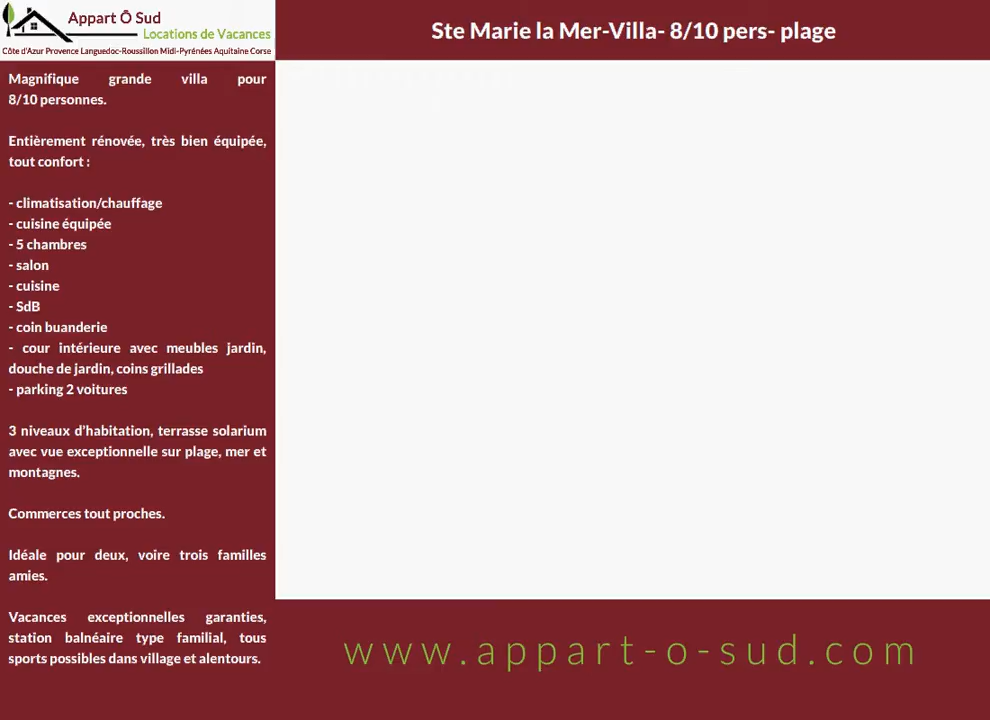 Appart Ô Sud
Locations de Vacances
Côte d'Azur Provence Languedoc-Roussillon Midi-Pyrénées Aquitaine Corse
Ste Marie la Mer-Villa- 8/10 pers- plage
Magnifique grande villa pour
8/10 personnes.
Entièrement rénovée, très bien équipée,
tout confort :
- climatisation/chauffage
- cuisine équipée
- 5 chambres
- salon
- cuisine
- SdB
- coin buanderie
- cour intérieure avec meubles jardin,
douche de jardin, coins grillades
- parking 2 voitures
3 niveaux d’habitation, terrasse solarium
avec vue exceptionnelle sur plage, mer et
montagnes.
Commerces tout proches.
Idéale pour deux, voire trois familles
amies.
Vacances exceptionnelles garanties,
station balnéaire type familial, tous
sports possibles dans village et alentours.
www.appart-o-sud.com